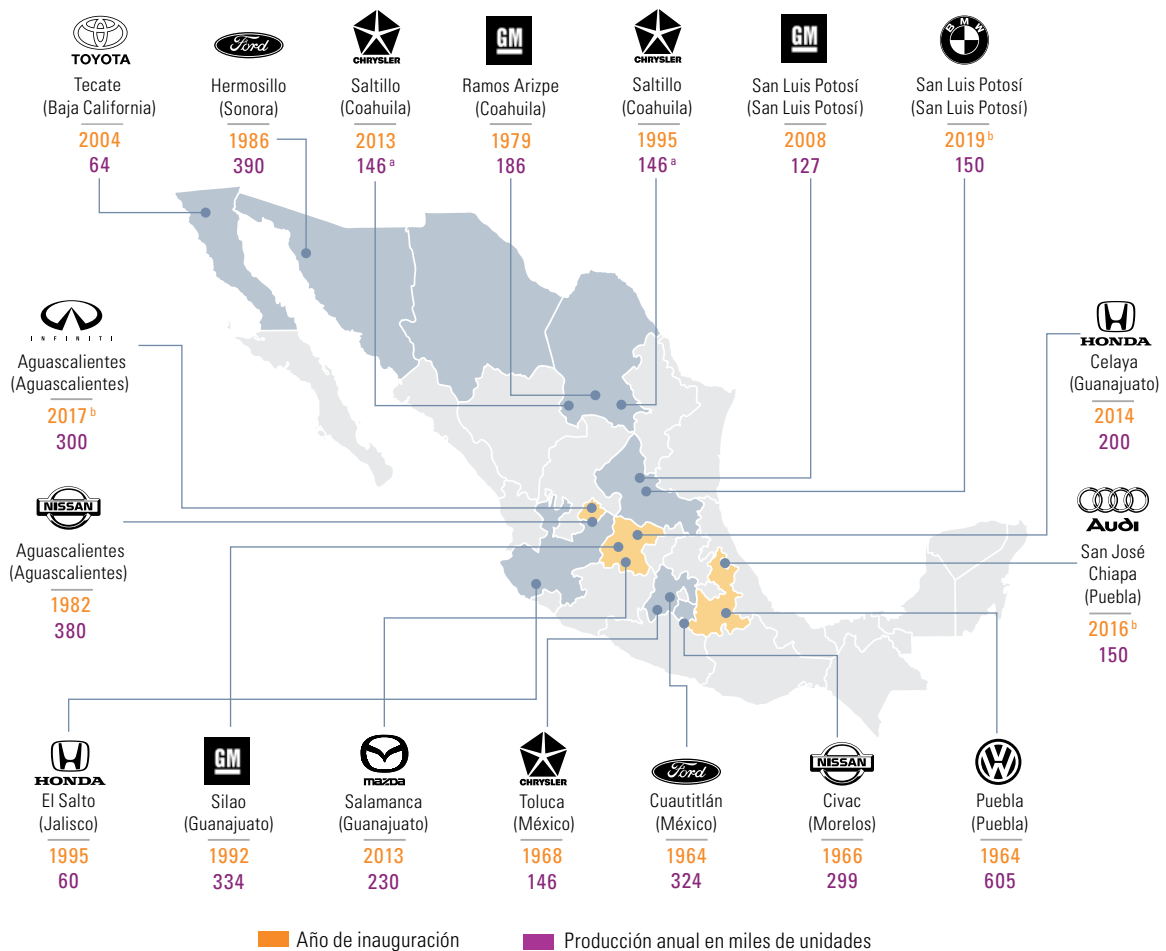 TOYOTA
Tecate
(Baja California)
2004
64
Ford
Hermosillo
(Sonora)
1986
390
CHRYSLER
Saltillo
(Coahuila)
2013
146 a
GM
Ramos Arizpe
(Coahuila)
1979
186
CHRYSLER
Saltillo
(Coahuila)
1995
146 a
GM
San Luis Potosí
(San Luis Potosí)
2008
127
BMW
San Luis Potosí
(San Luis Potosí)
2019 b
150
INFINITI
Aguascalientes
(Aguascalientes)
2017 b
300
NISSAN
Aguascalientes
(Aguascalientes)
1982
380
HONDA
Celaya
(Guanajuato)
2014
200
Audi
San José
Chiapa
(Puebla)
2016 b
150
HONDA
El Salto
(Jalisco)
1995
60
GM
Silao
(Guanajuato)
1992
334
mazda
Salamanca
(Guanajuato)
2013
230
CHRYSLER
Toluca
(México)
1968
146
Ford
Cuautitlán
(México)
1964
324
NISSAN
Civac
(Morelos)
1966
299
Puebla
(Puebla)
1964
605
Año de inauguración
Producción anual en miles de unidades